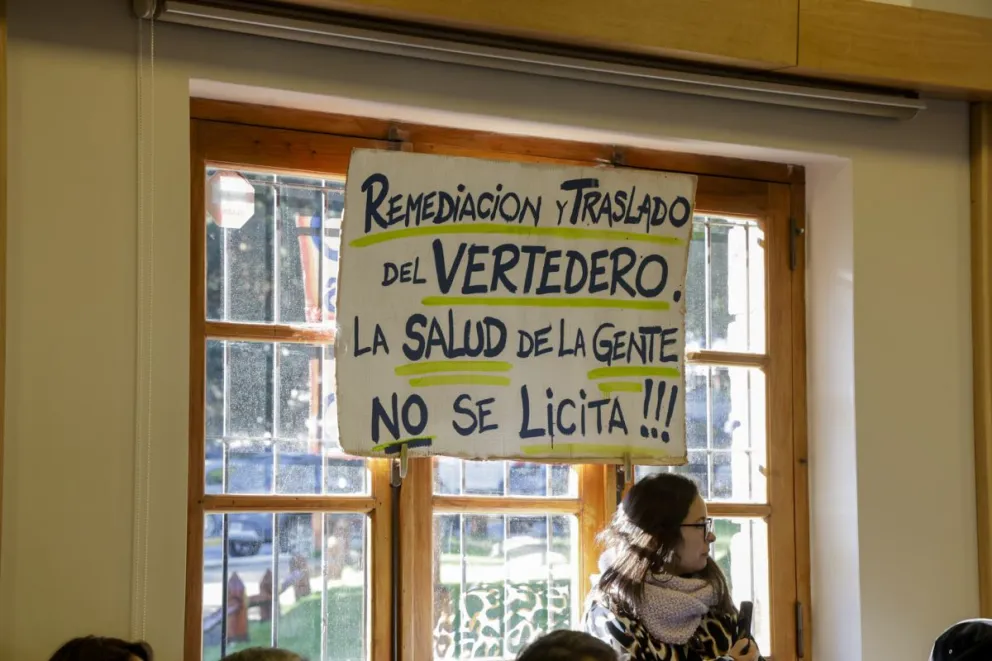 REMEDIACION Y TRASLADO
DEL VERTEDERO.
LA SALUD DE LA GENTE
NO SE LICITA!!!